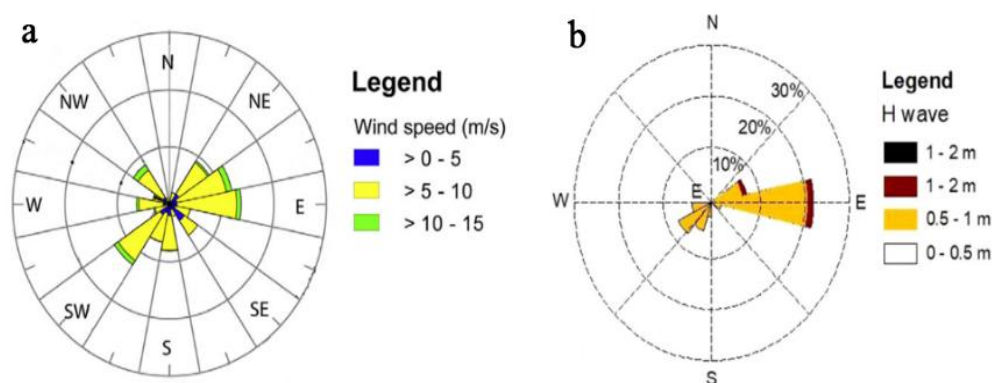 a
N
NW
NE
W
E
SW
SE
S
Legend
Wind speed (m/s)
> 0 - 5
> 5 - 10
> 10 - 15
b
N
30%
20%
10%
E
W
E
S
Legend
H wave
1 - 2 m
1 - 2 m
0.5 - 1 m
0 - 0.5 m